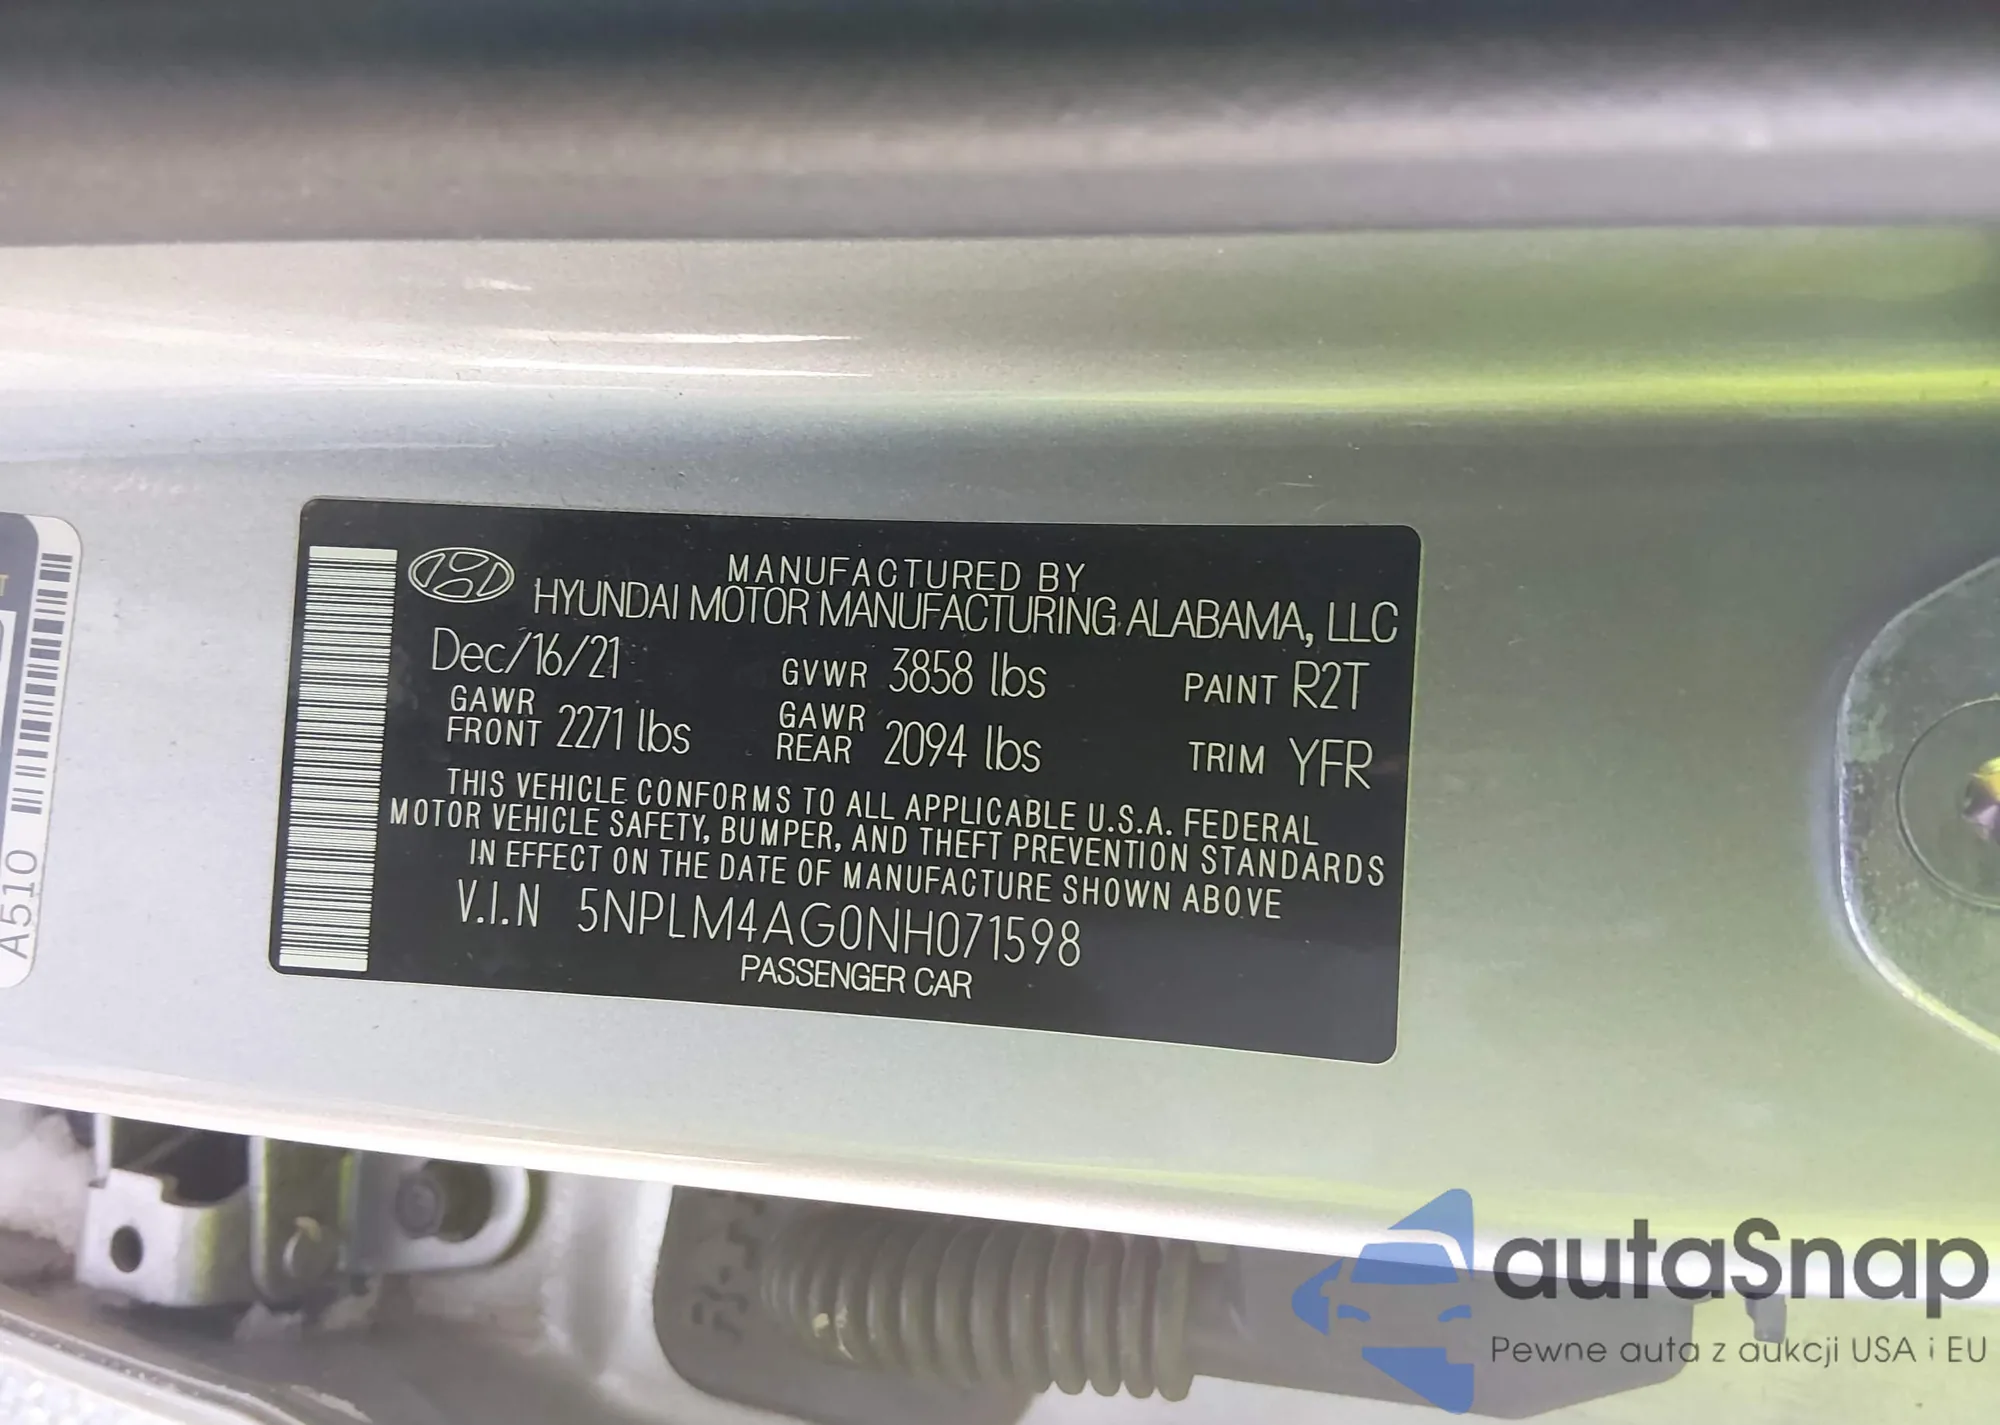 MANUFACTURED BY
HYUNDAI MOTOR MANUFACTURING ALABAMA, LLC
Dec/16/21 GVWR 3858 lbs PAINT R2T
GAWR FRONT 2271 lbs GAWR REAR 2094 lbs TRIM YFR
THIS VEHICLE CONFORMS TO ALL APPLICABLE U.S.A. FEDERAL
MOTOR VEHICLE SAFETY, BUMPER, AND THEFT PREVENTION STANDARDS
IN EFFECT ON THE DATE OF MANUFACTURE SHOWN ABOVE
V.I.N 5NPLM4AG0NH071598
PASSENGER CAR
A510
autaSnap
Pewne auta z aukcji USA i EU